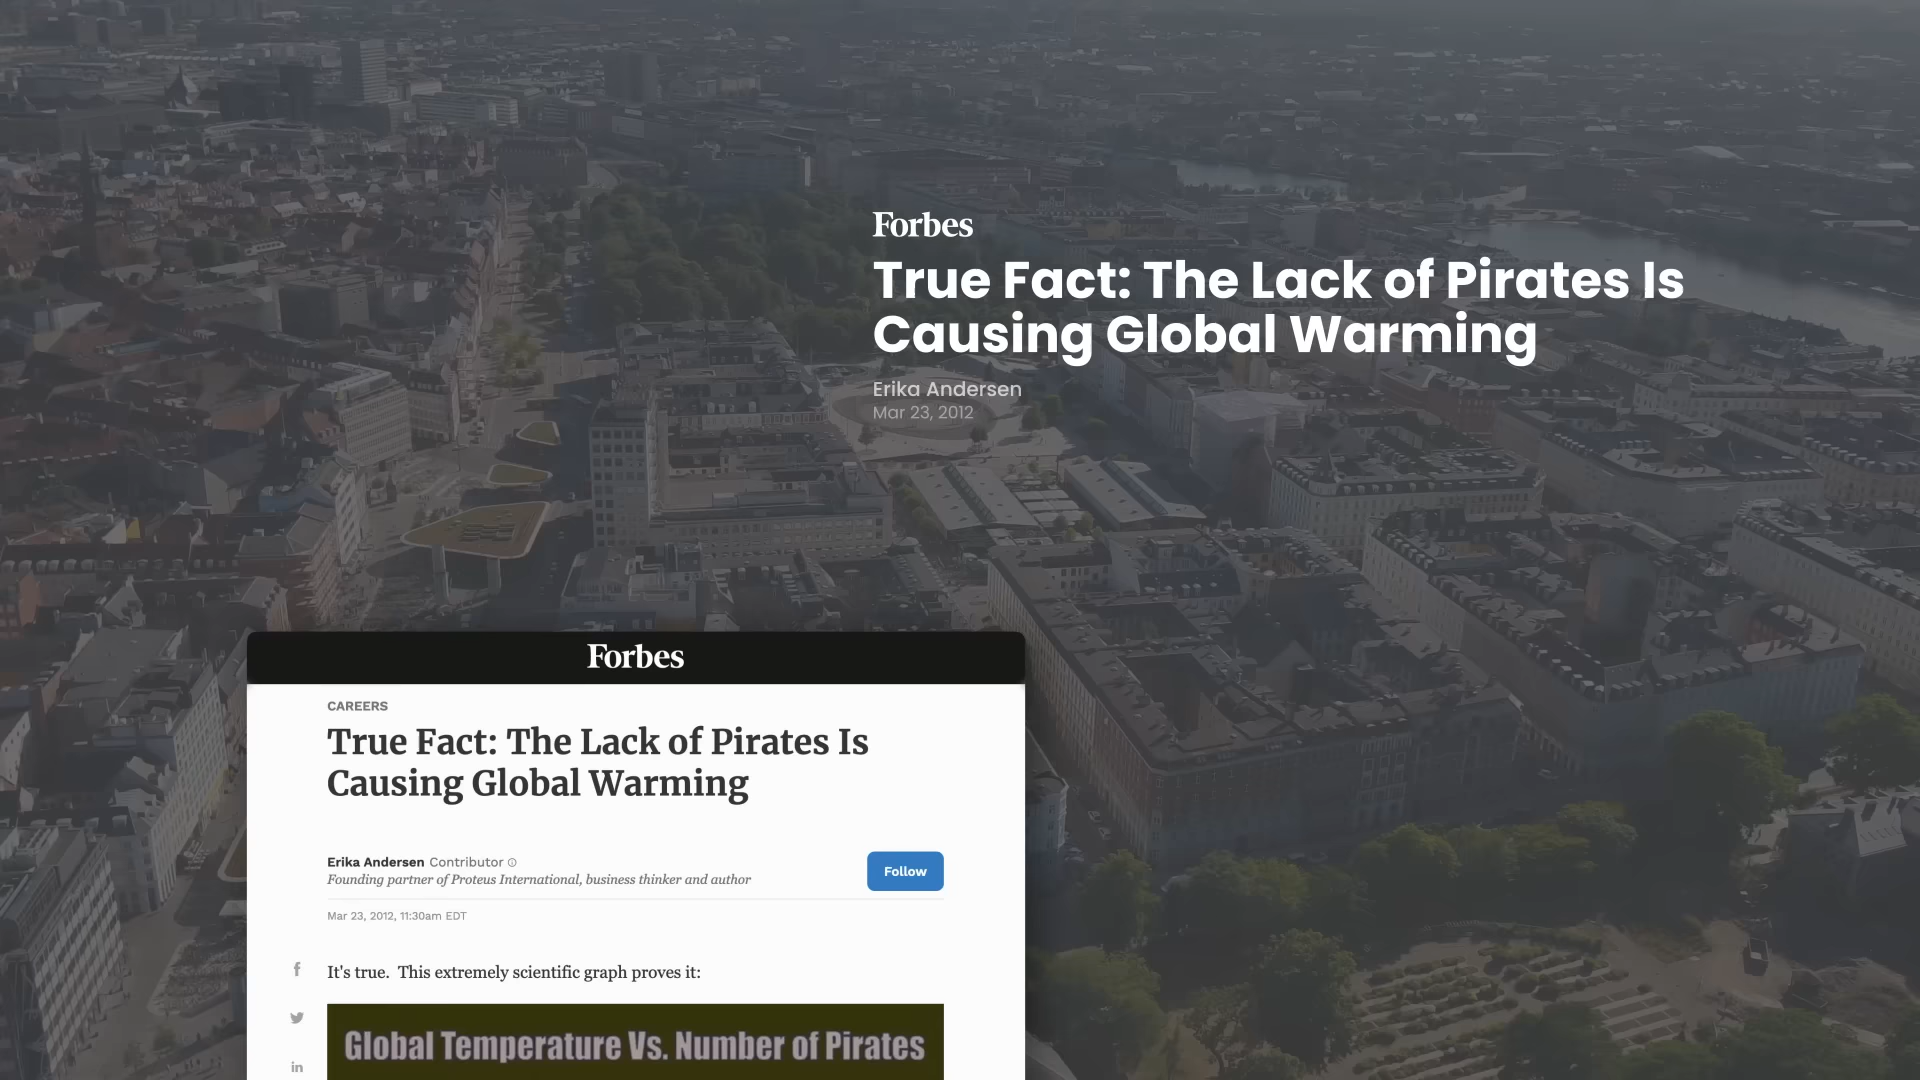 Forbes
True Fact: The Lack of Pirates Is
Causing Global Warming
Erika Andersen
Mar 23, 2012
Forbes
CAREERS
True Fact: The Lack of Pirates Is
Causing Global Warming
Erika Andersen Contributor
Follow
Founding partner of Proteus International, business thinker and author
Mar 23, 2012, 11:30am EDT
It's true.  This extremely scientific graph proves it:
Global Temperature Vs. Number of Pirates